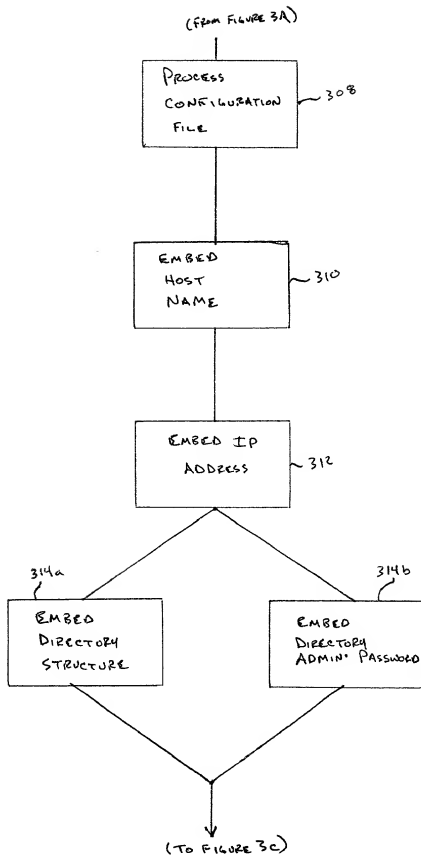 (FROM FIGURE 3A)
PROCESS
CONFIGURATION
FILE
308
EMBED
HOST
NAME
310
EMBED IP
ADDRESS
312
314a
EMBED
DIRECTORY
STRUCTURE
314b
EMBED
DIRECTORY
ADMIN. PASSWORD
(TO FIGURE 3C)